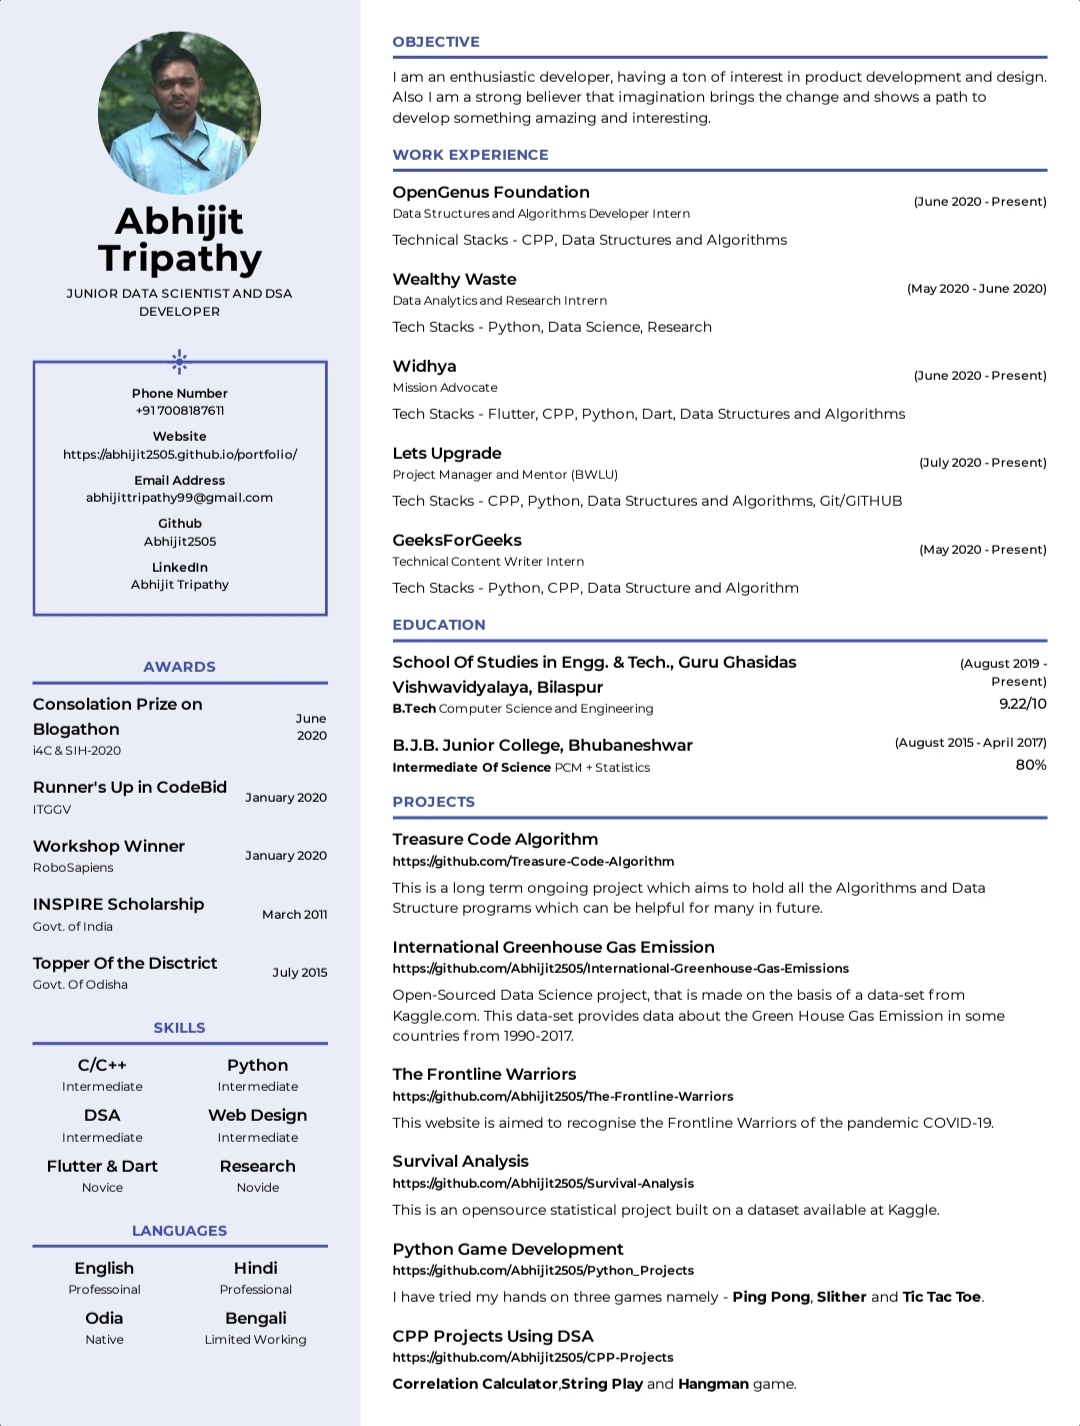 Abhijit
Tripathy
JUNIOR DATA SCIENTIST AND DSA
DEVELOPER
Phone Number
+91 7008187611
Website
https://abhijit2505.github.io/portfolio/
Email Address
abhijittripathy99@gmail.com
Github
Abhijit2505
LinkedIn
Abhijit Tripathy
AWARDS
Consolation Prize on
Blogathon
i4C & SIH-2020
June
2020
Runner's Up in CodeBid
ITGGV
January 2020
Workshop Winner
RoboSapiens
January 2020
INSPIRE Scholarship
Govt. of India
March 2011
Topper Of the Disctrict
Govt. Of Odisha
July 2015
SKILLS
C/C++ Python
Intermediate Intermediate
DSA Web Design
Intermediate Intermediate
Flutter & Dart Research
Novice Novide
LANGUAGES
English Hindi
Professoinal Professional
Odia Bengali
Native Limited Working
OBJECTIVE
I am an enthusiastic developer, having a ton of interest in product development and design.
Also I am a strong believer that imagination brings the change and shows a path to
develop something amazing and interesting.
WORK EXPERIENCE
OpenGenus Foundation
Data Structures and Algorithms Developer Intern
(June 2020 - Present)
Technical Stacks - CPP, Data Structures and Algorithms
Wealthy Waste
Data Analytics and Research Intrern
(May 2020 - June 2020)
Tech Stacks - Python, Data Science, Research
Widhya
Mission Advocate
(June 2020 - Present)
Tech Stacks - Flutter, CPP, Python, Dart, Data Structures and Algorithms
Lets Upgrade
Project Manager and Mentor (BWLU)
(July 2020 - Present)
Tech Stacks - CPP, Python, Data Structures and Algorithms, Git/GITHUB
GeeksForGeeks
Technical Content Writer Intern
(May 2020 - Present)
Tech Stacks - Python, CPP, Data Structure and Algorithm
EDUCATION
School Of Studies in Engg. & Tech., Guru Ghasidas
Vishwavidyalaya, Bilaspur
B.Tech Computer Science and Engineering
(August 2019 -
Present)
9.22/10
B.J.B. Junior College, Bhubaneshwar
Intermediate Of Science PCM + Statistics
(August 2015 - April 2017)
80%
PROJECTS
Treasure Code Algorithm
https://github.com/Treasure-Code-Algorithm
This is a long term ongoing project which aims to hold all the Algorithms and Data
Structure programs which can be helpful for many in future.
International Greenhouse Gas Emission
https://github.com/Abhijit2505/International-Greenhouse-Gas-Emissions
Open-Sourced Data Science project, that is made on the basis of a data-set from
Kaggle.com. This data-set provides data about the Green House Gas Emission in some
countries from 1990-2017.
The Frontline Warriors
https://github.com/Abhijit2505/The-Frontline-Warriors
This website is aimed to recognise the Frontline Warriors of the pandemic COVID-19.
Survival Analysis
https://github.com/Abhijit2505/Survival-Analysis
This is an opensource statistical project built on a dataset available at Kaggle.
Python Game Development
https://github.com/Abhijit2505/Python_Projects
I have tried my hands on three games namely - Ping Pong, Slither and Tic Tac Toe.
CPP Projects Using DSA
https://github.com/Abhijit2505/CPP-Projects
Correlation Calculator,String Play and Hangman game.